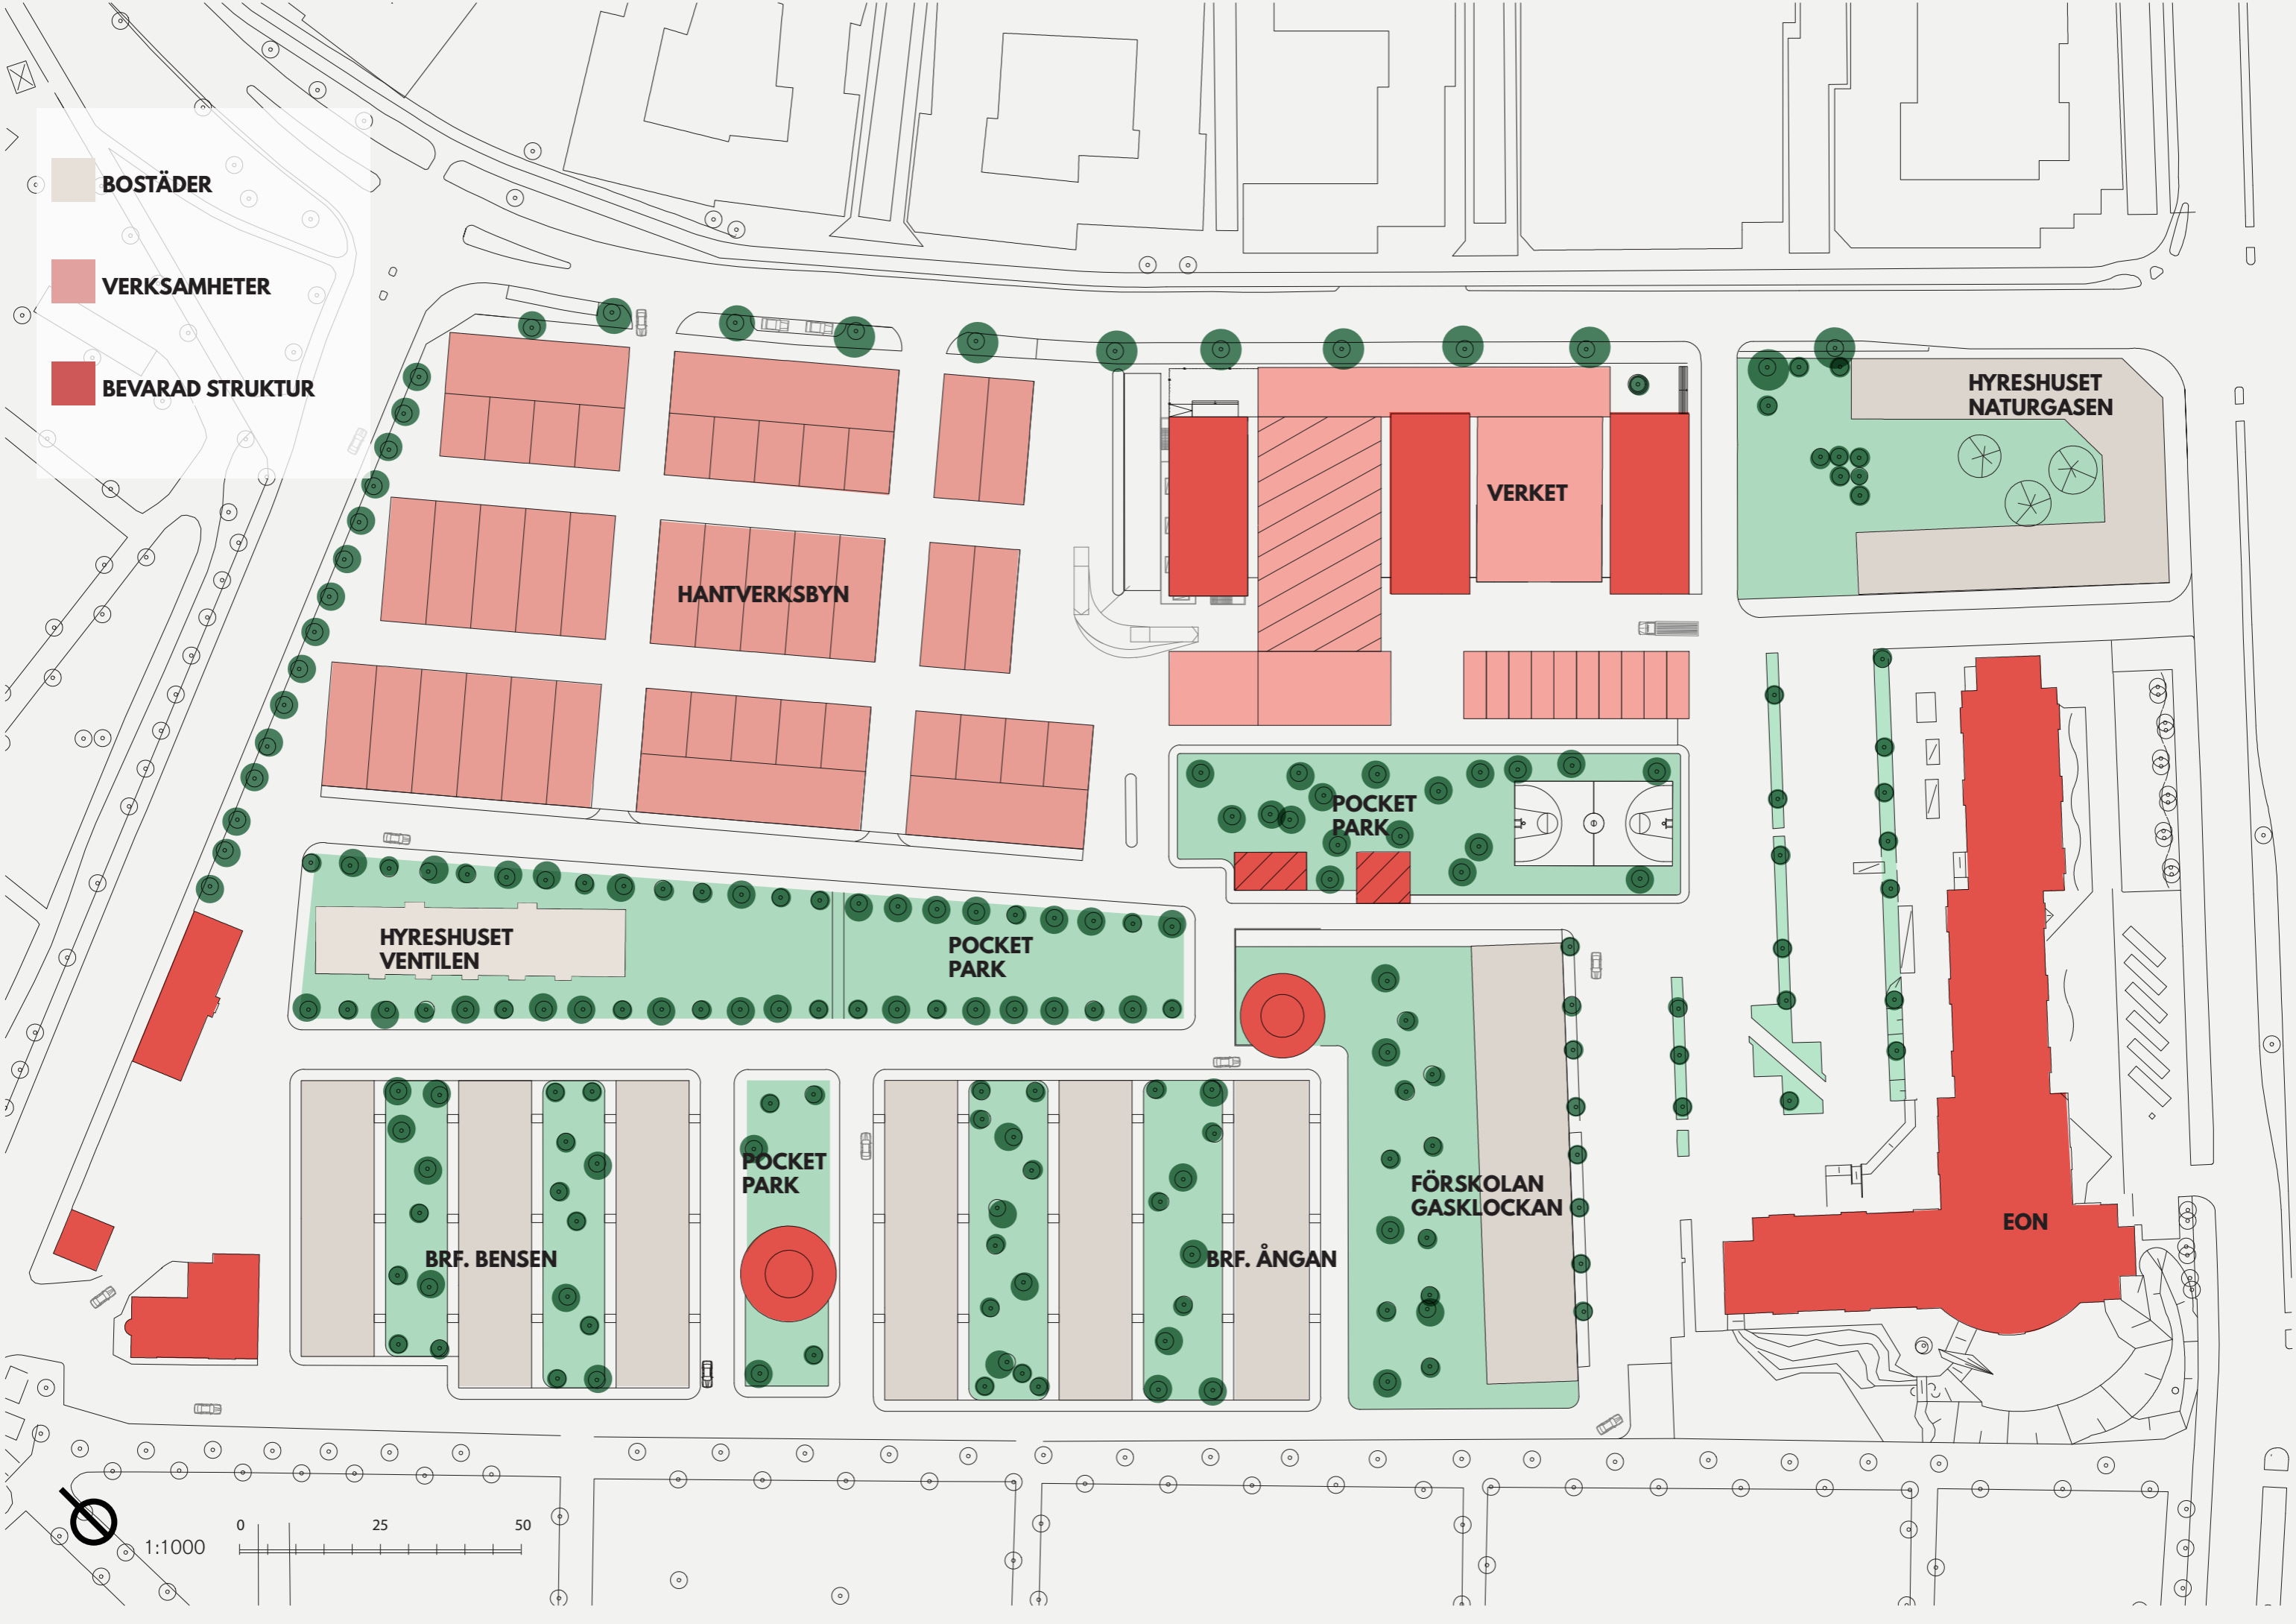 BOSTÄDER
VERKSAMHETER
BEVARAD STRUKTUR
HYRESHUSET
NATURGASEN
VERKET
HANTVERKSBYN
POCKET
PARK
HYRESHUSET
VENTILEN
POCKET
PARK
POCKET
PARK
FÖRSKOLAN
GASKLOCKAN
EON
BRF. BENSEN
BRF. ÅNGAN
0 25 50
1:1000